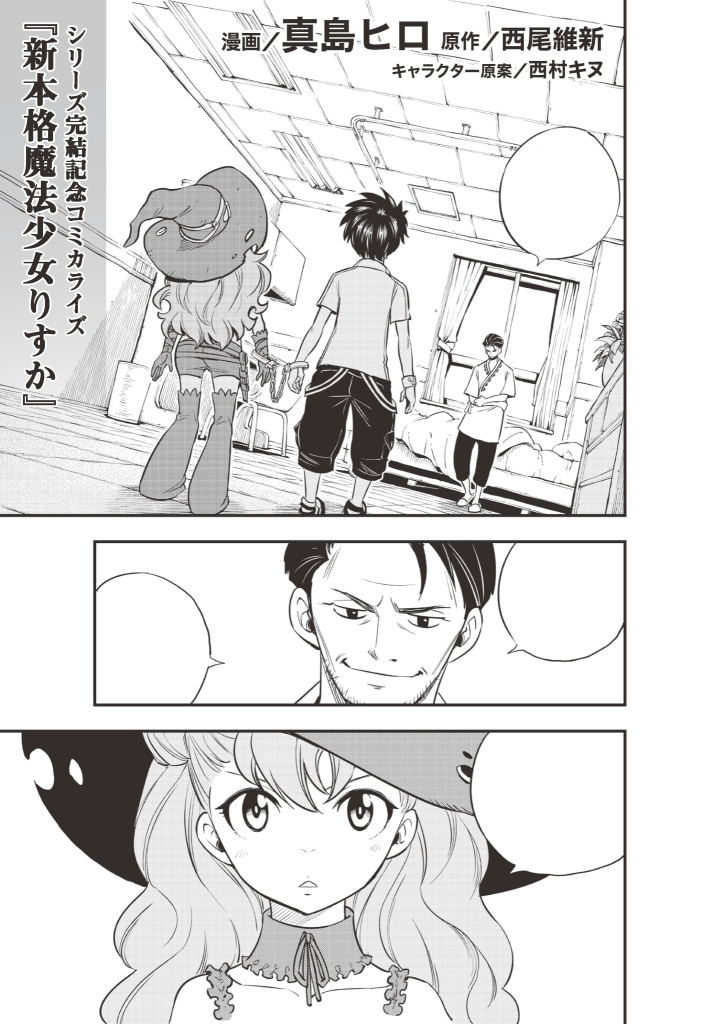 漫画／真島ヒロ 原作／西尾維新
キャラクター原案／西村キヌ
シリーズ完結記念コミカライズ
『新本格魔法少女りすか』